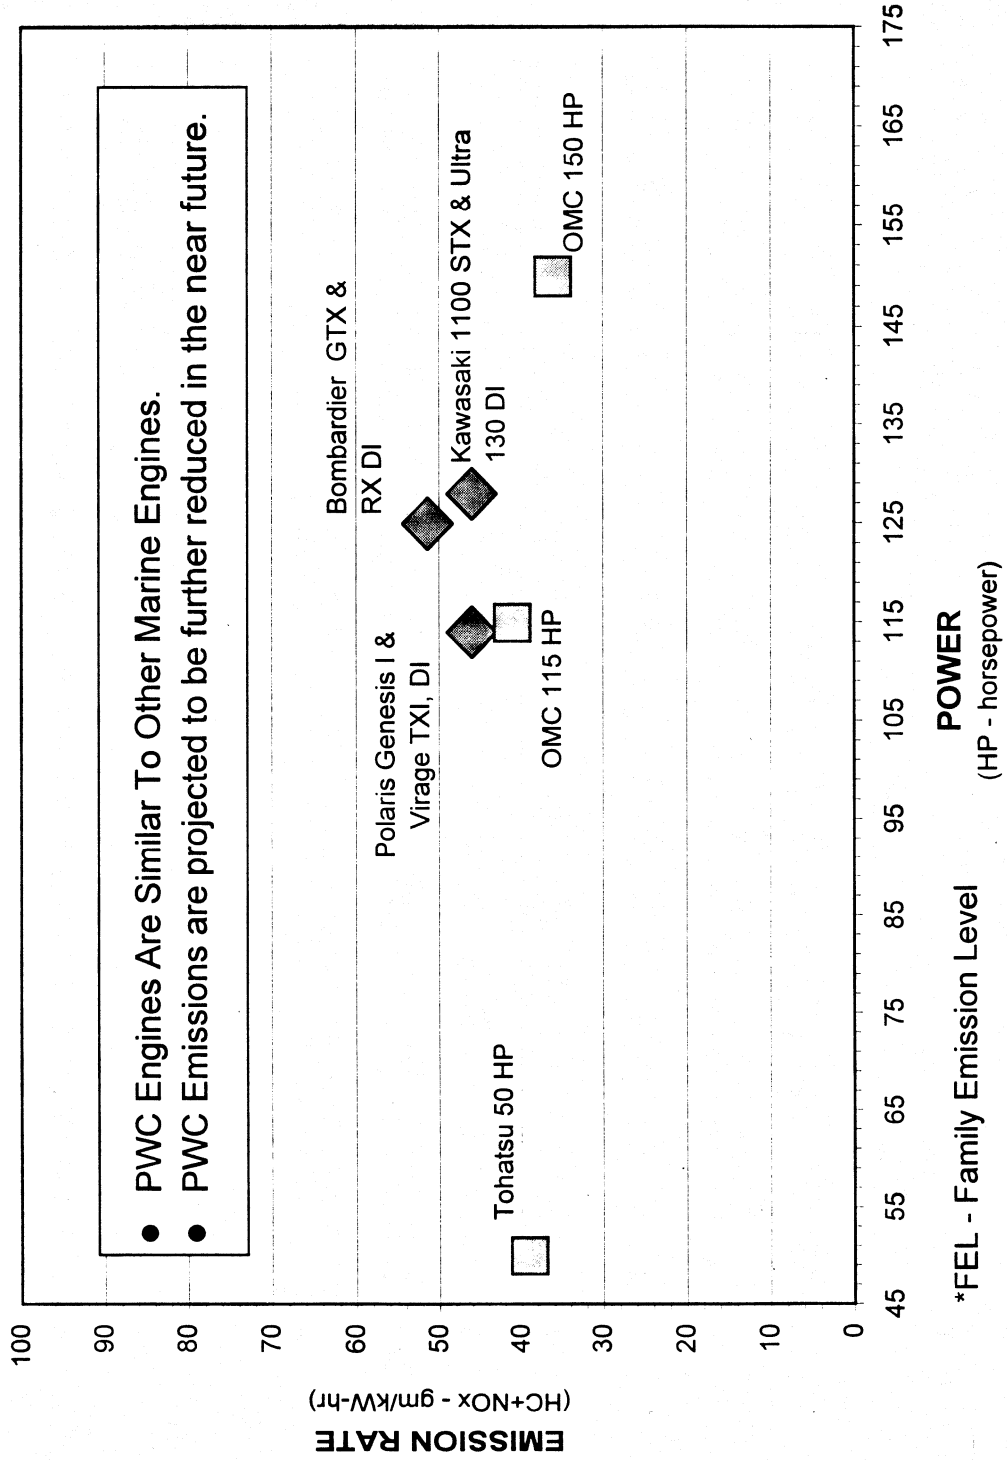 ● PWC Engines Are Similar To Other Marine Engines.
● PWC Emissions are projected to be further reduced in the near future.
Bombardier GTX &
RX DI
Kawasaki 1100 STX & Ultra
130 DI
Polaris Genesis I &
Virage TXI, DI
OMC 150 HP
OMC 115 HP
Tohatsu 50 HP
EMISSION RATE
(HC+NOx - gm/kW-hr)
100
90
80
70
60
50
40
30
20
10
0
45 55 65 75 85 95 105 115 125 135 145 155 165 175
POWER
(HP - horsepower)
*FEL - Family Emission Level